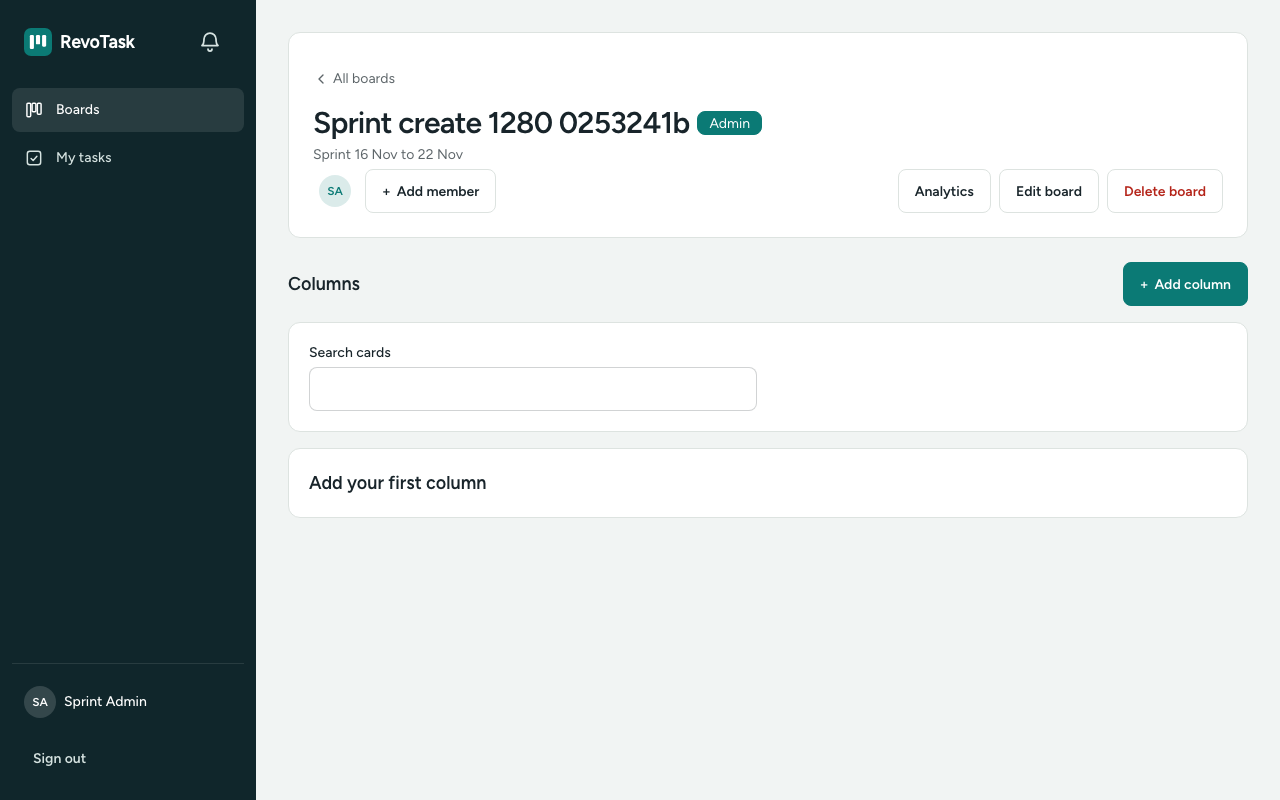 RevoTask
Boards
My tasks
SA
Sprint Admin
Sign out
All boards
Sprint create 1280 0253241b
Admin
Sprint 16 Nov to 22 Nov
SA
+ Add member
Analytics
Edit board
Delete board
Columns
+ Add column
Search cards
Add your first column